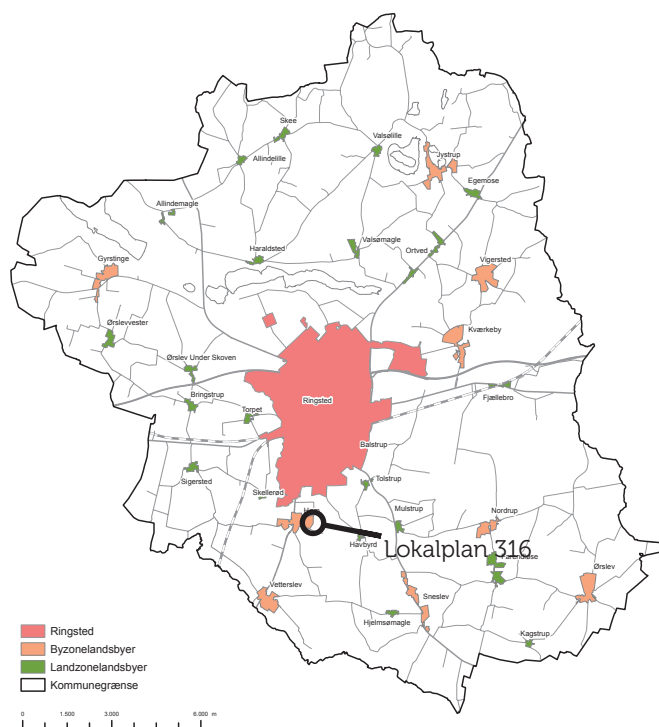 Skee
Allindelille
Valsølille
Jystrup
Egemose
Allindemagle
Valsømagle
Ortved
Haraldsted
Gyrstinge
Vigersted
Ørslevvester
Kværkeby
Ørslev Under Skoven
Fjællebro
Bringstrup
Ringsted
Torpet
Balstrup
Sigersted
Tolstrup
Skellerød
Mulstrup
Nordrup
Havbyrd
Lokalplan 316
Vetterslev
Sneslev
Ørslev
Hjelmsømagle
Kagstrup
Ringsted
Byzonelandsbyer
Landzonelandsbyer
Kommunegrænse
0 1.500 3.000 6.000 m